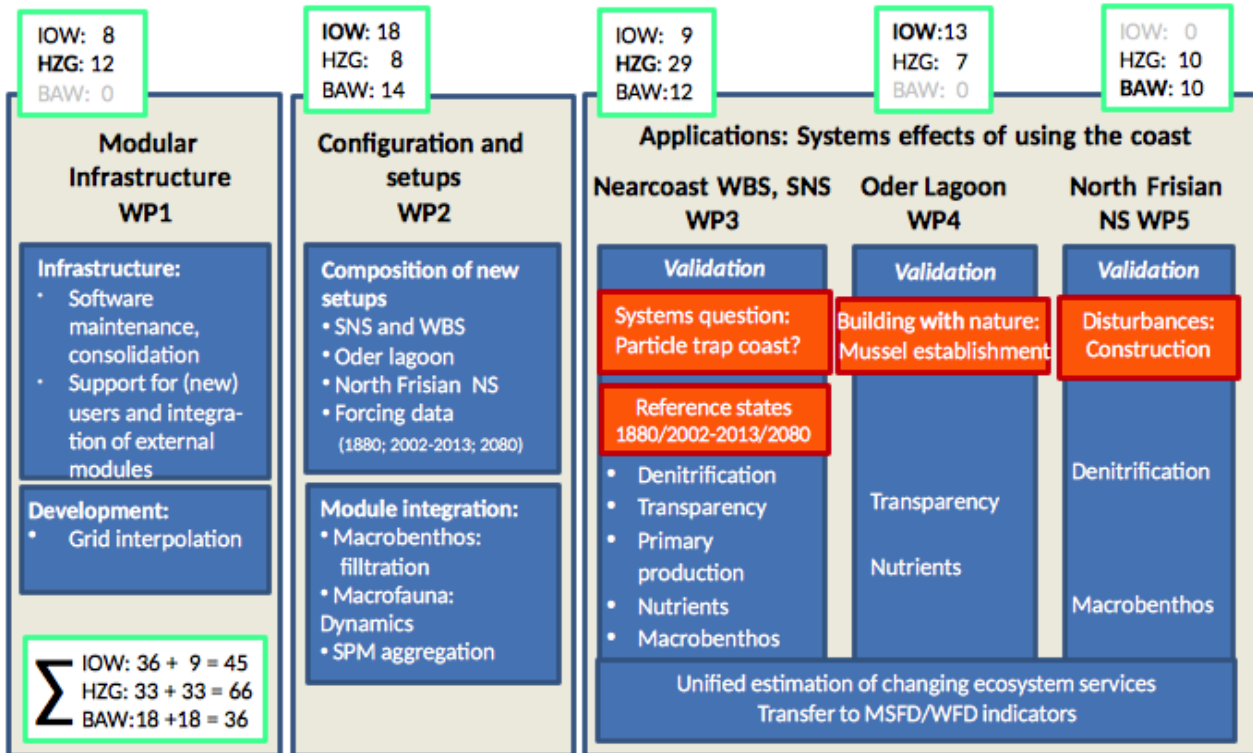 IOW: 8
HZG: 12
BAW: 0
IOW: 18
HZG: 8
BAW: 14
IOW: 9
HZG: 29
BAW:12
IOW:13
HZG: 7
BAW: 0
IOW: 0
HZG: 10
BAW: 10
Modular
Infrastructure
WP1
Infrastructure:
· Software
maintenance,
consolidation
· Support for (new)
users and integra-
tion of external
modules
Development:
• Grid interpolation
∑
IOW: 36 + 9 = 45
HZG: 33 + 33 = 66
BAW:18 +18 = 36
Configuration and
setups
WP2
Composition of new
setups
• SNS and WBS
• Oder lagoon
• North Frisian NS
• Forcing data
(1880; 2002-2013; 2080)
Module integration:
• Macrobenthos:
filltration
• Macrofauna:
Dynamics
• SPM aggregation
Applications: Systems effects of using the coast
Nearcoast WBS, SNS
WP3
Validation
Systems question:
Particle trap coast?
Reference states
1880/2002-2013/2080
• Denitrification
• Transparency
• Primary
production
• Nutrients
• Macrobenthos
Oder Lagoon
WP4
Validation
Building with nature:
Mussel establishment
Transparency
Nutrients
North Frisian
NS WP5
Validation
Disturbances:
Construction
Denitrification
Macrobenthos
Unified estimation of changing ecosystem services
Transfer to MSFD/WFD indicators